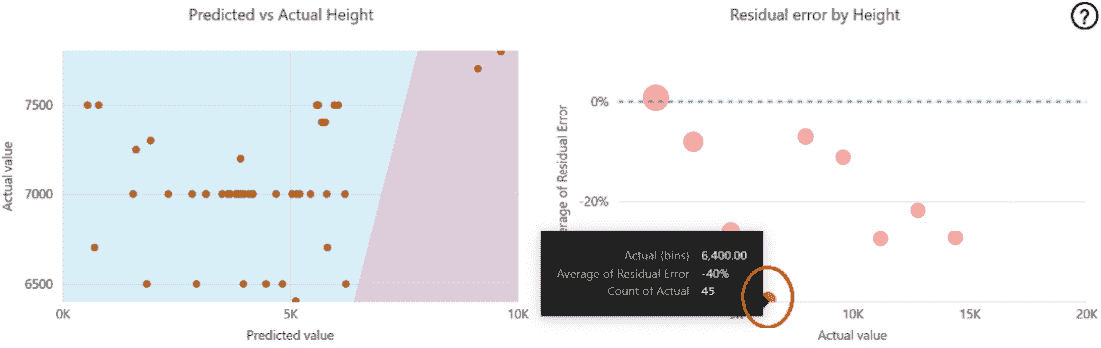 Predicted vs Actual Height
Residual error by Height
?
Actual value
7500
7000
6500
0K
5K
10K
Predicted value
erage of Residual Error
0%
-20%
Actual (bins) 6,400.00
Average of Residual Error -40%
Count of Actual 45
10K
15K
20K
Actual value